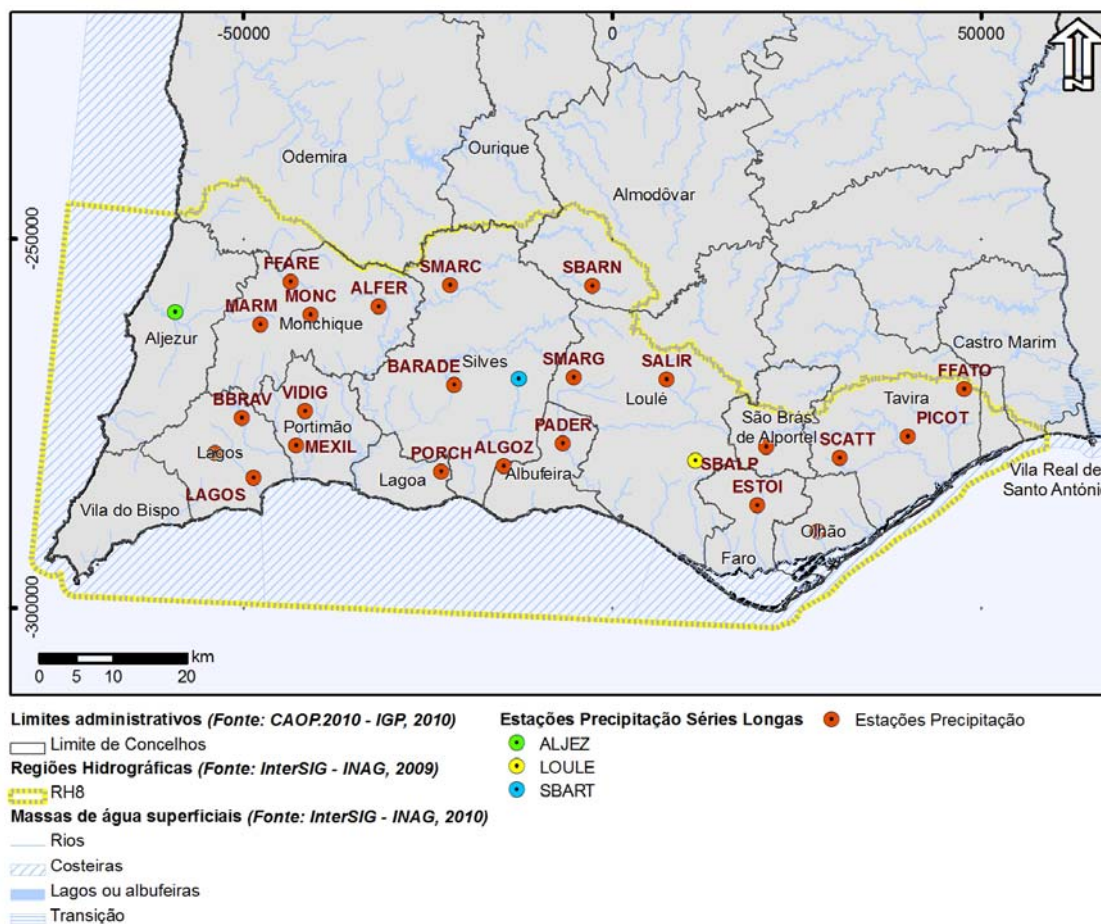 -50000
0
50000
N
-250000
-300000
Odemira
Ourique
Almodôvar
FFARE
SMARC
SBARN
MONC
ALFER
MARM
Monchique
Aljezur
Castro Marim
BARADE
Silves
SMARG
SALIR
FFATO
Loulé
Tavira
BBRAV
VIDIG
Portimão
São Brás
de Alportel
PICOT
PADER
SCATT
MEXIL
Lagos
PORCH
ALGOZ
SBALP
Lagoa
Albufeira
Vila Real de
Santo Antóni
LAGOS
ESTOI
Vila do Bispo
Olhão
Faro
km
0 5 10 20
Limites administrativos (Fonte: CAOP.2010 - IGP, 2010)
Limite de Concelhos
Regiões Hidrográficas (Fonte: InterSIG - INAG, 2009)
RH8
Massas de água superficiais (Fonte: InterSIG - INAG, 2010)
Rios
Costeiras
Lagos ou albufeiras
Transição
Estações Precipitação Séries Longas
ALJEZ
LOULE
SBART
Estações Precipitação